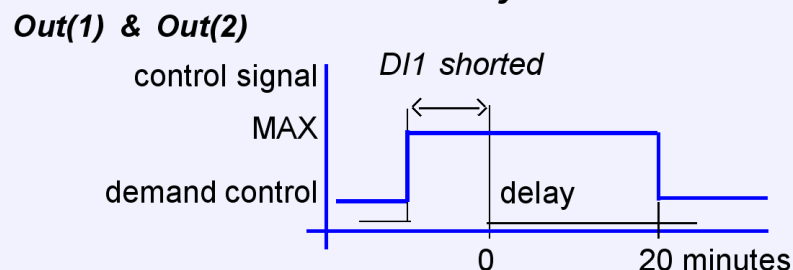 Out(1) & Out(2)
control signal
DI1 shorted
MAX
demand control
delay
0
20 minutes